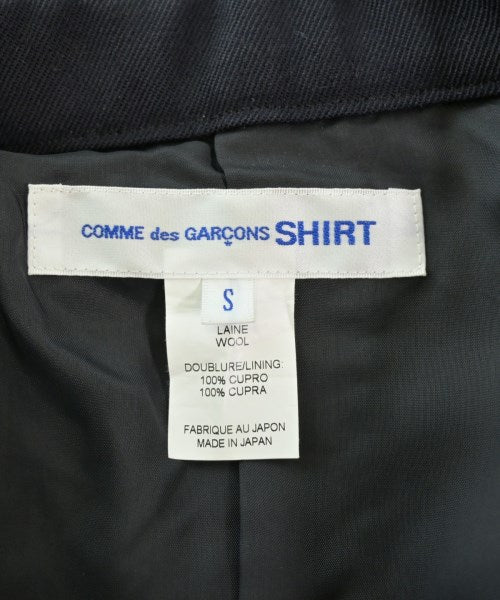 COMME des GARÇONS SHIRT
S
LAINE
WOOL
DOUBLURE/LINING:
100% CUPRO
100% CUPRA
FABRIQUE AU JAPON
MADE IN JAPAN